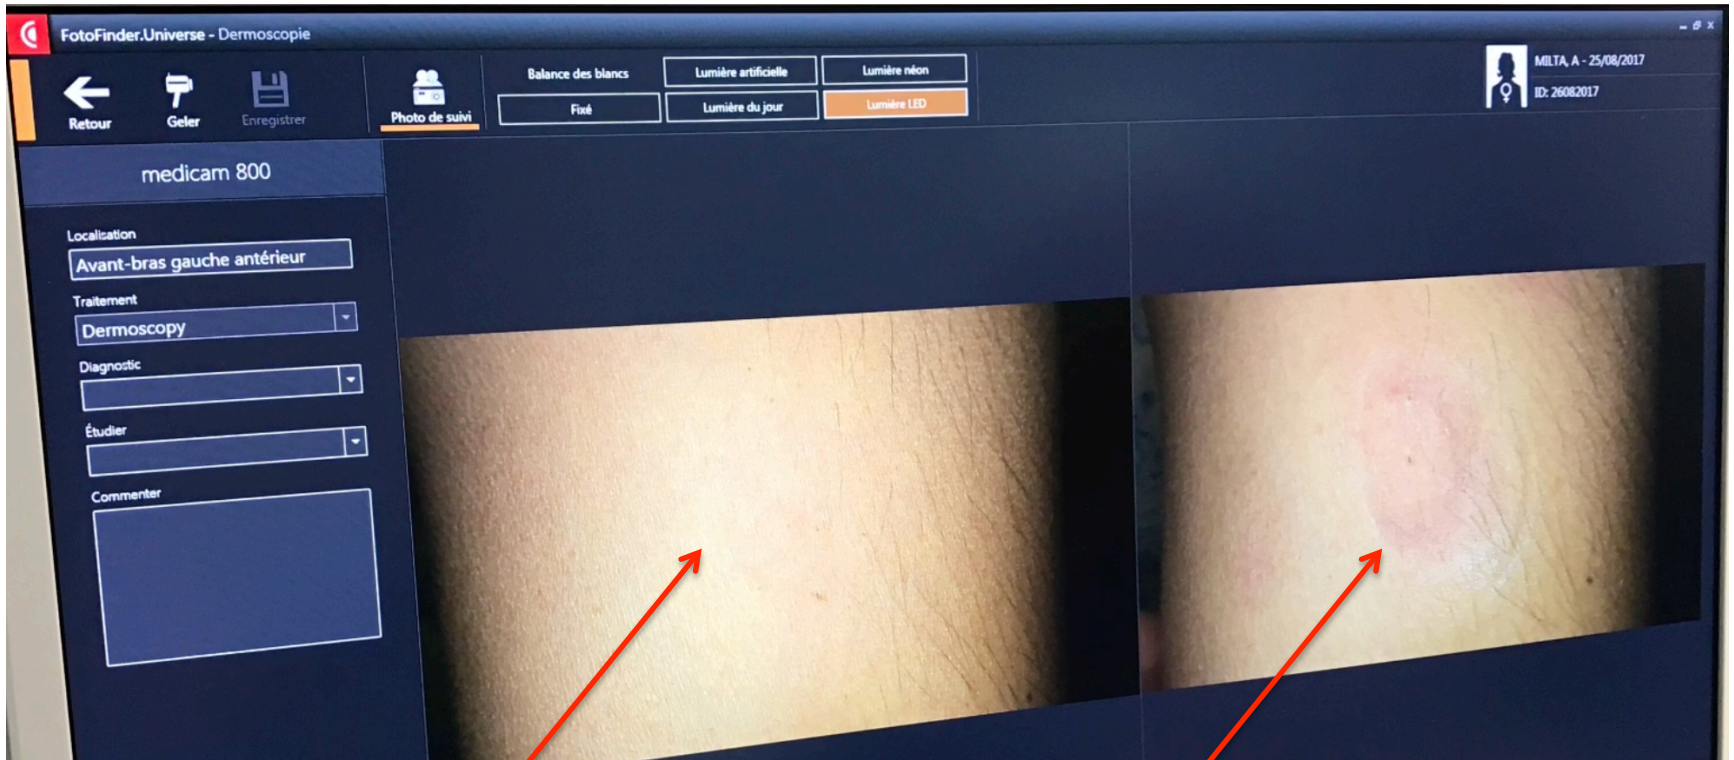 FotoFinder.Universe - Dermoscopie
Retour
Geler
Enregistrer
Photo de suivi
Balance des blancs
Fixé
Lumière artificielle
Lumière du jour
Lumière néon
Lumière LED
MILTA, A - 25/08/2017
ID: 26082017
medicam 800
Localisation
Avant-bras gauche antérieur
Traitement
Dermoscopy
Diagnostic
Étudier
Commenter